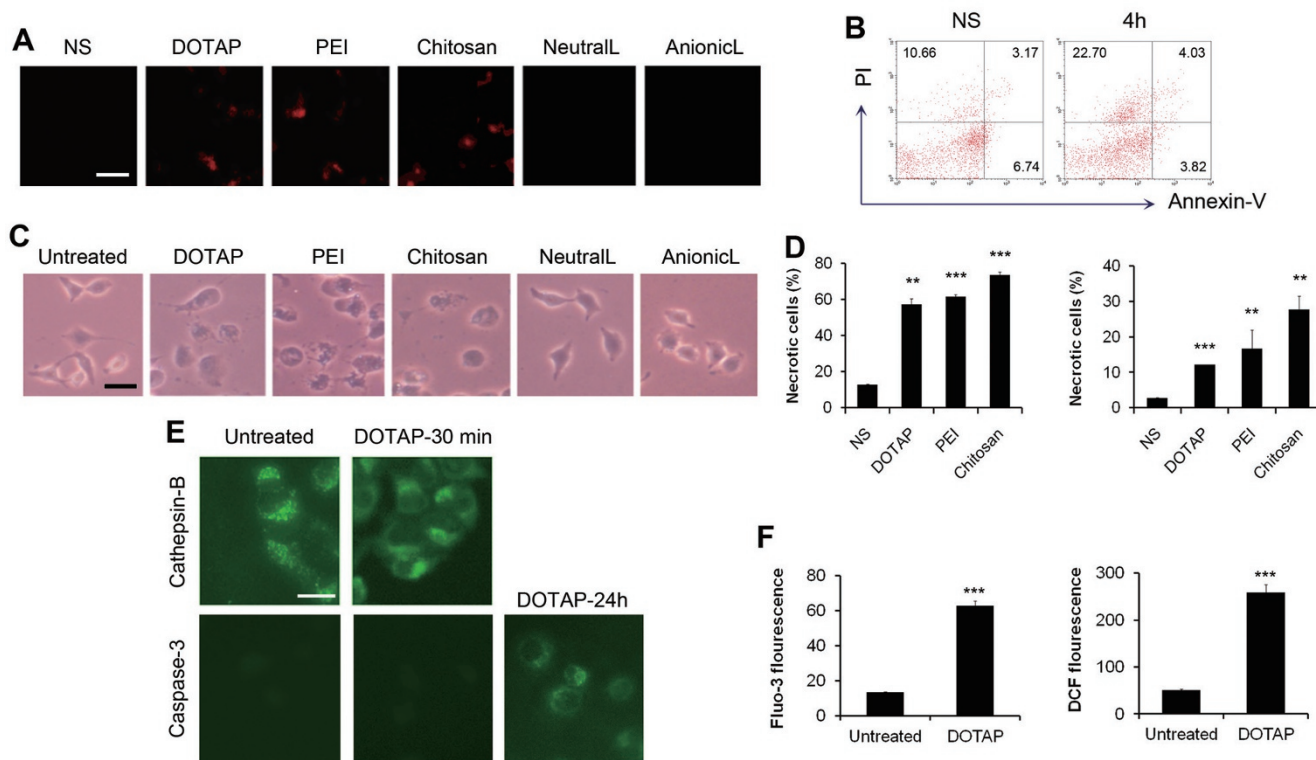 A
NS DOTAP PEI Chitosan NeutralL AnionicL
B
NS 4h
PI
10.66 3.17 22.70 4.03
6.74 3.82
Annexin-V
C
Untreated DOTAP PEI Chitosan NeutralL AnionicL
D
Necrotic cells (%)
80
60
40
20
0
** *** ***
NS DOTAP PEI Chitosan
Necrotic cells (%)
40
30
20
10
0
*** ** **
NS DOTAP PEI Chitosan
E
Untreated DOTAP-30 min
Cathepsin-B
DOTAP-24h
Caspase-3
F
Fluo-3 flourescence
80
60
40
20
0
***
Untreated DOTAP
DCF flourescence
300
200
100
50
0
***
Untreated DOTAP